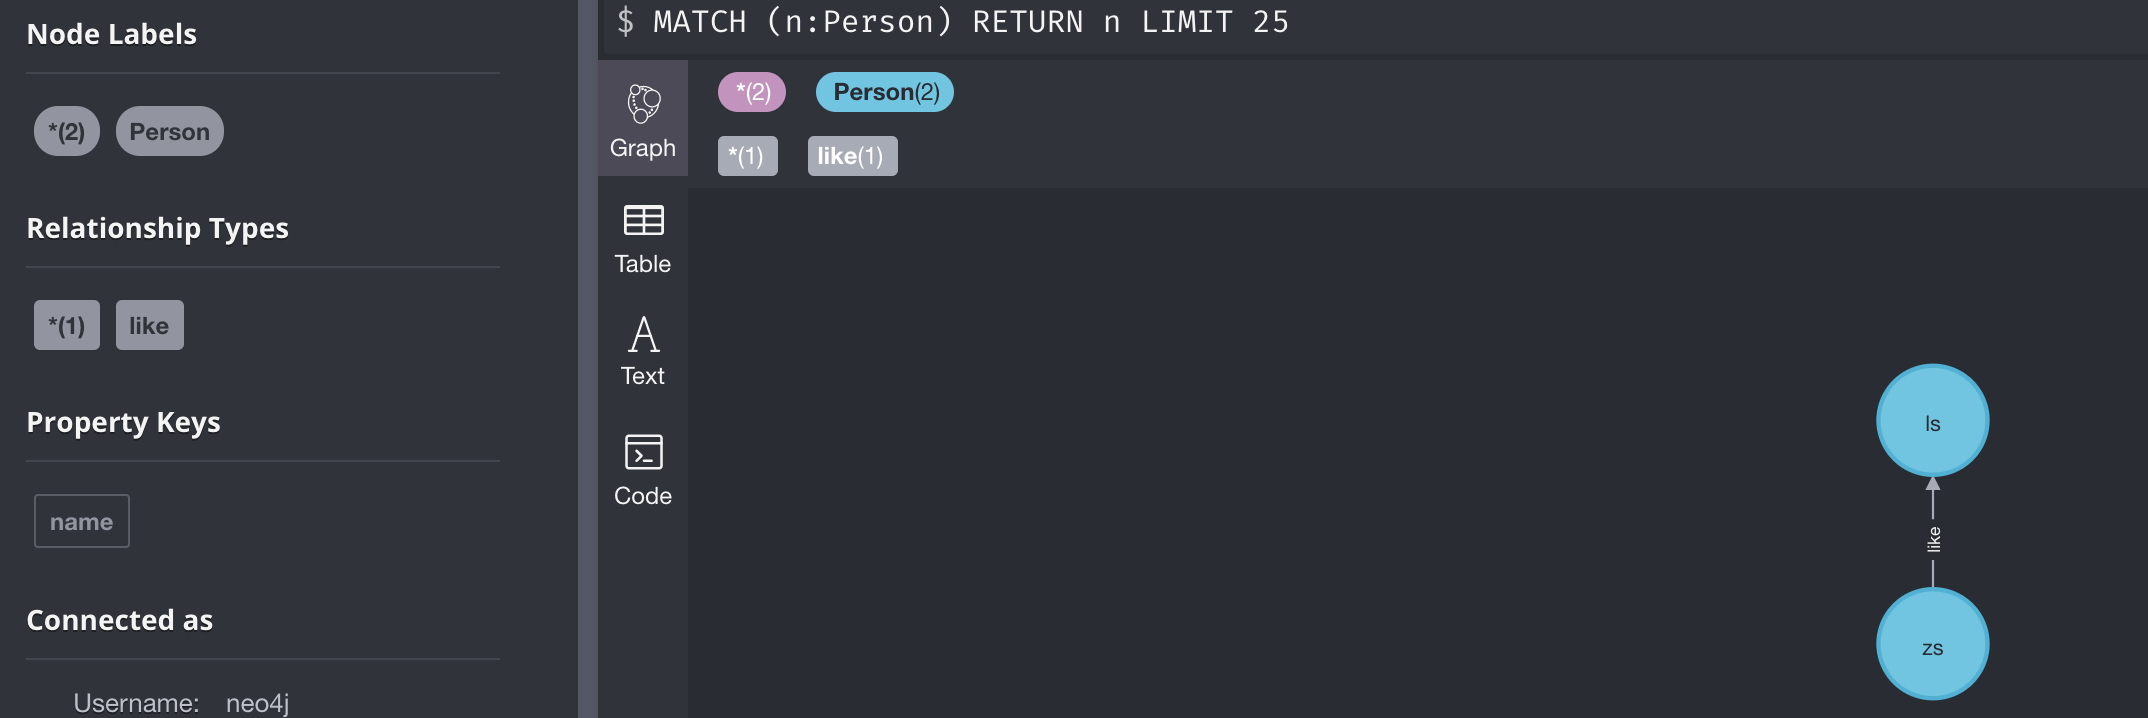 Node Labels
*(2) Person
Relationship Types
*(1) like
Property Keys
name
Connected as
Username: neo4j
$ MATCH (n:Person) RETURN n LIMIT 25
*(2) Person(2)
*(1) like(1)
Graph
Table
Text
Code
ls
like
zs